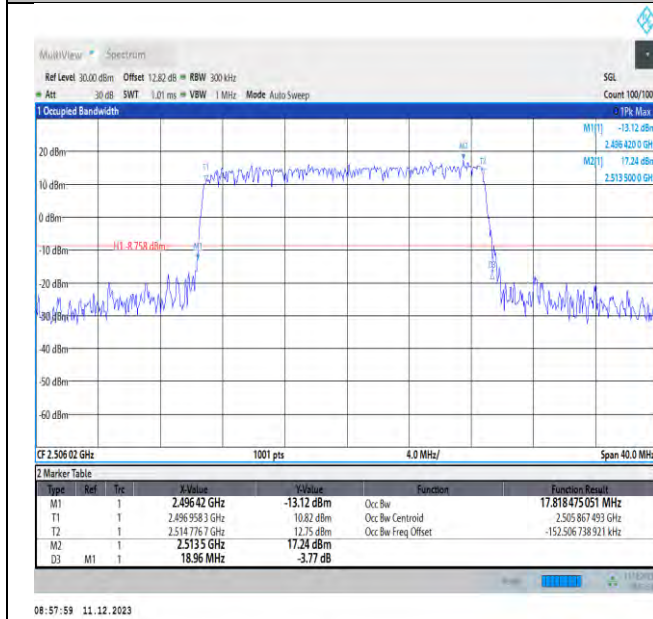 MultiView Spectrum
Ref Level 30.00 dBm Offset 12.82 dB RBW 300 kHz SGL
Att 30 dB SWT 1.01 ms VBW 1 MHz Mode Auto Sweep Count 100/100
1 Occupied Bandwidth 1Pk Max
M1[1] -13.12 dBm
2.496 420 0 GH
M2[1] 17.24 dBm
2.513 500 0 GH
M2
T1 T2
20 dBm
10 dBm
0 dBm
H1 -8.758 dBm M1
-10 dBm
D3
-20 dBm
-30 dBm
-40 dBm
-50 dBm
-60 dBm
CF 2.506 02 GHz 1001 pts 4.0 MHz/ Span 40.0 MHz
2 Marker Table
Type Ref Trc X-Value Y-Value Function Function Result
M1 1 2.496 42 GHz -13.12 dBm Occ Bw 17.818 475 051 MHz
T1 1 2.496 958 3 GHz 10.82 dBm Occ Bw Centroid 2.505 867 493 GHz
T2 1 2.514 776 7 GHz 12.75 dBm Occ Bw Freq Offset -152.506 738 921 kHz
M2 1 2.513 5 GHz 17.24 dBm
D3 M1 1 18.96 MHz -3.77 dB
08:57:59 11.12.2023